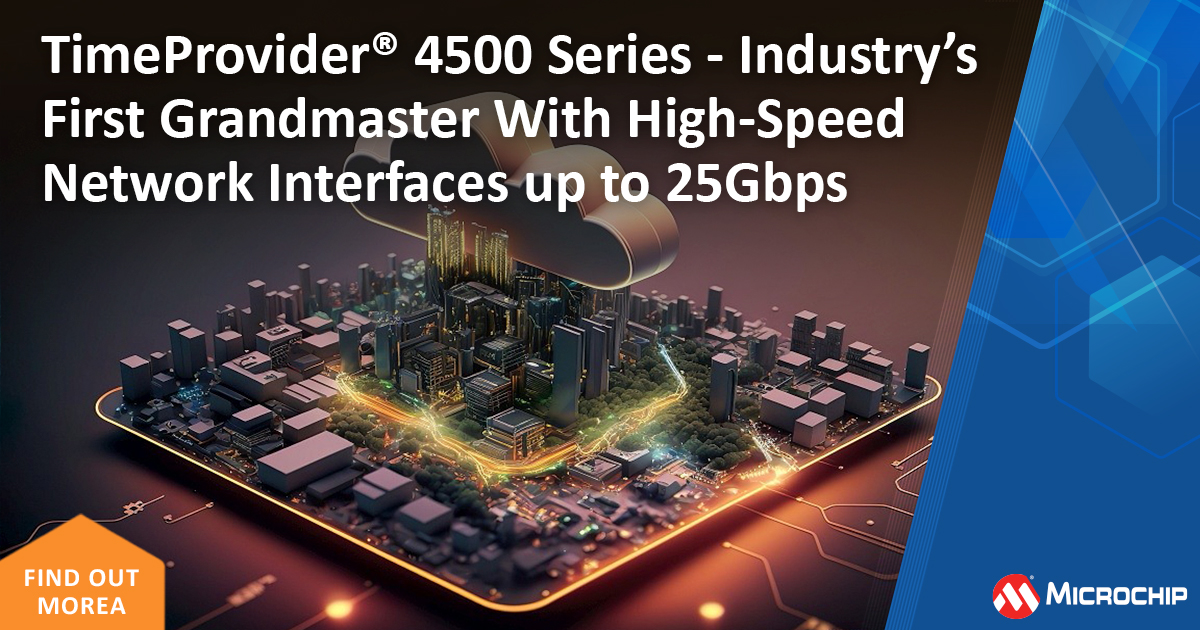 TimeProvider® 4500 Series - Industry’s
First Grandmaster With High-Speed
Network Interfaces up to 25Gbps
FIND OUT
MOREA
MICROCHIP